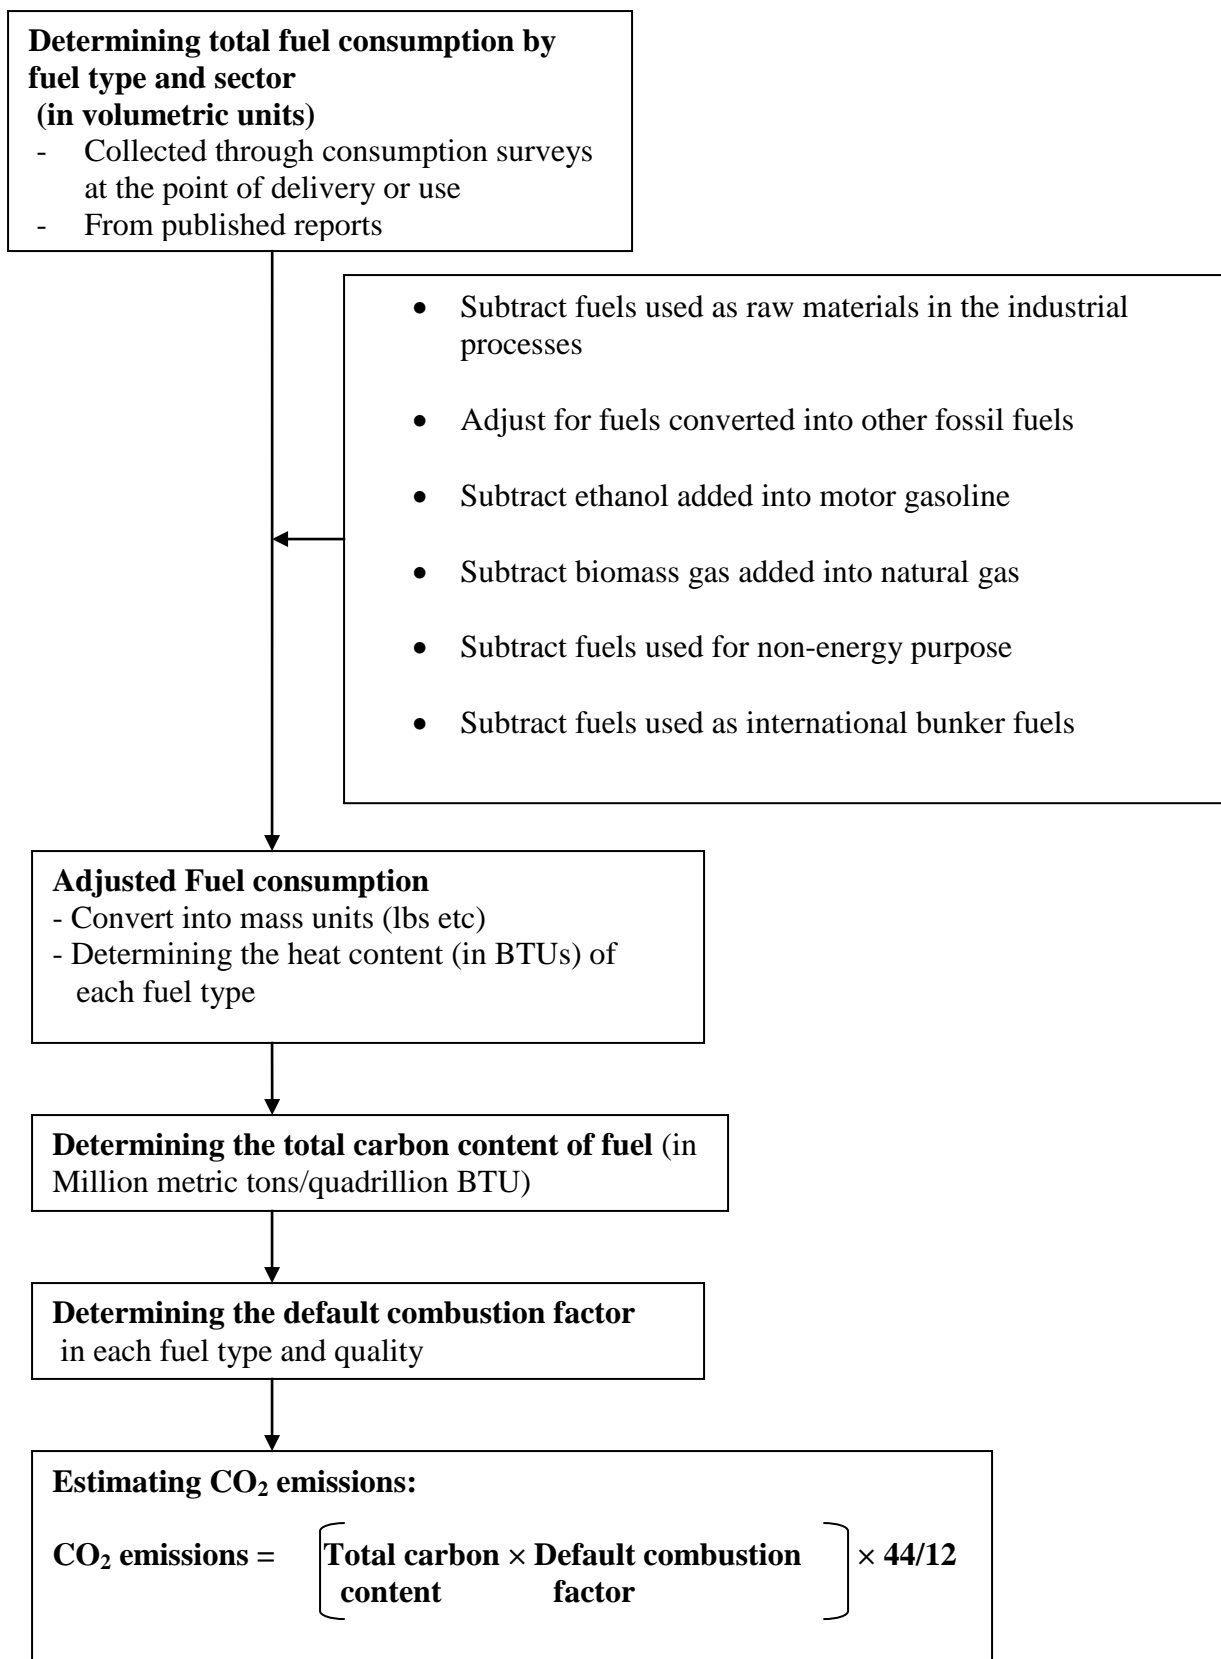 Determining total fuel consumption by
fuel type and sector
(in volumetric units)
- Collected through consumption surveys
at the point of delivery or use
- From published reports
• Subtract fuels used as raw materials in the industrial
processes
• Adjust for fuels converted into other fossil fuels
• Subtract ethanol added into motor gasoline
• Subtract biomass gas added into natural gas
• Subtract fuels used for non-energy purpose
• Subtract fuels used as international bunker fuels
Adjusted Fuel consumption
- Convert into mass units (lbs etc)
- Determining the heat content (in BTUs) of
each fuel type
Determining the total carbon content of fuel (in
Million metric tons/quadrillion BTU)
Determining the default combustion factor
in each fuel type and quality
Estimating CO₂ emissions:
CO₂ emissions = Total carbon × Default combustion × 44/12
content factor